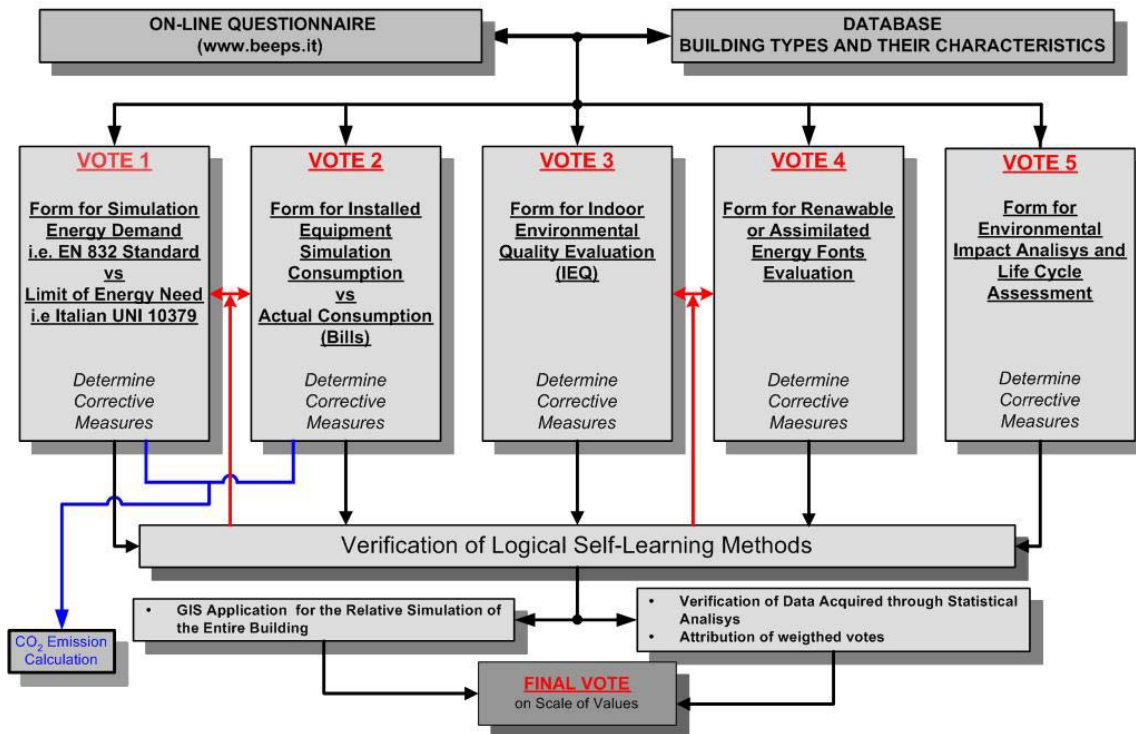 ON-LINE QUESTIONNAIRE
(www.beeps.it)
DATABASE
BUILDING TYPES AND THEIR CHARACTERISTICS
VOTE 1
Form for Simulation
Energy Demand
i.e. EN 832 Standard
vs
Limit of Energy Need
i.e Italian UNI 10379
Determine
Corrective
Measures
VOTE 2
Form for Installed
Equipment
Simulation
Consumption
vs
Actual Consumption
(Bills)
Determine
Corrective
Measures
VOTE 3
Form for Indoor
Environmental
Quality Evaluation
(IEQ)
Determine
Corrective
Measures
VOTE 4
Form for Renawable
or Assimilated
Energy Fonts
Evaluation
Determine
Corrective
Maesures
VOTE 5
Form for
Environmental
Impact Analisys and
Life Cycle
Assessment
Determine
Corrective
Measures
Verification of Logical Self-Learning Methods
• GIS Application for the Relative Simulation of
the Entire Building
• Verification of Data Acquired through Statistical
Analisys
• Attribution of weigthed votes
CO2 Emission
Calculation
FINAL VOTE
on Scale of Values